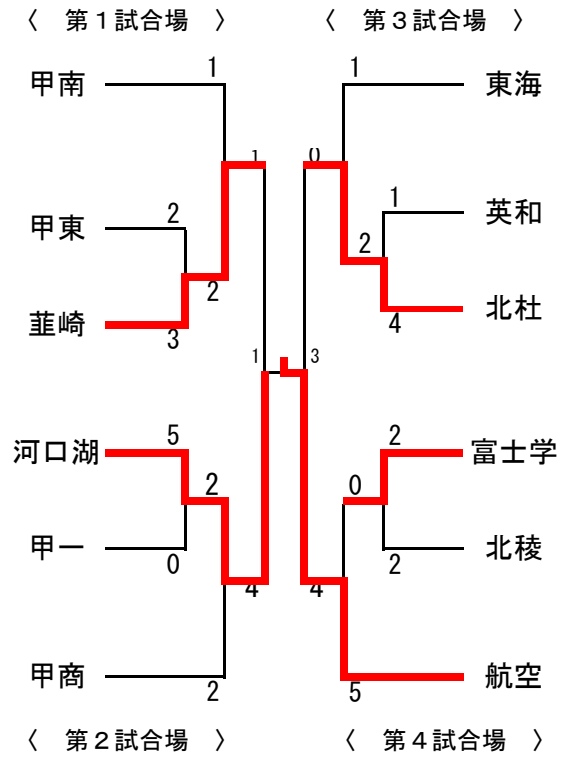 〈　第１試合場　〉
〈　第３試合場　〉
1
1
甲南
東海
1
0
2
1
甲東
英和
2
2
韮崎
北杜
3
4
1
3
5
2
河口湖
富士学
2
0
甲一
北稜
0
2
4
4
甲商
航空
2
5
〈　第２試合場　〉
〈　第４試合場　〉